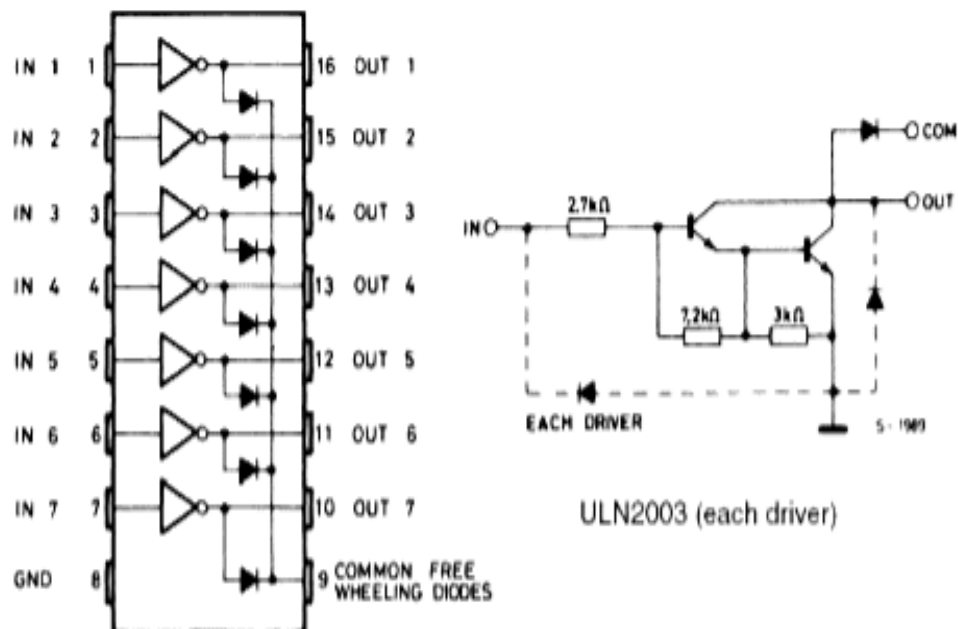 IN 1 1 16 OUT 1
IN 2 2 15 OUT 2
IN 3 3 14 OUT 3
IN 4 4 13 OUT 4
IN 5 5 12 OUT 5
IN 6 6 11 OUT 6
IN 7 7 10 OUT 7
GND 8 9 COMMON FREE
WHEELING DIODES
COM
OUT
2.7kΩ
IN
7.2kΩ 3kΩ
EACH DRIVER
S-1989
ULN2003 (each driver)